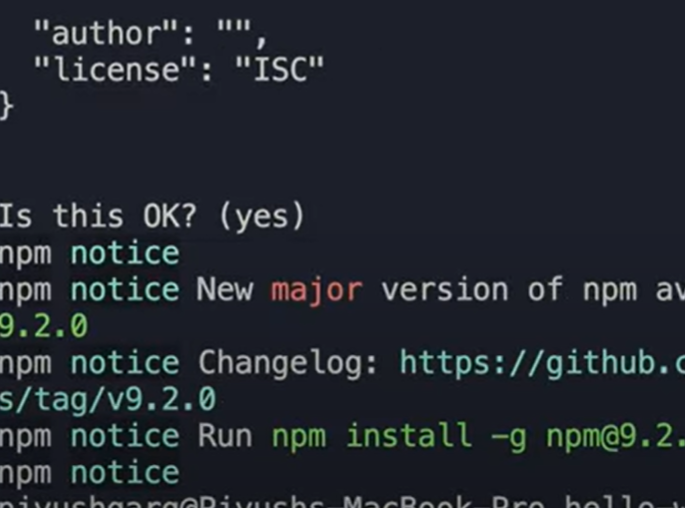 "author": "",
"license": "ISC"
}
Is this OK? (yes)
npm notice
npm notice New major version of npm av
9.2.0
npm notice Changelog: https://github.c
s/tag/v9.2.0
npm notice Run npm install -g npm@9.2.
npm notice
piyushgarg@Piyushs-MacBook-Pro hello-w